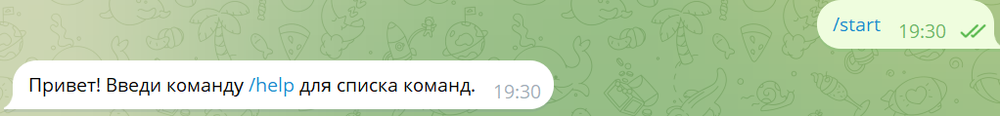 /start 19:30
Привет! Введи команду /help для списка команд. 19:30